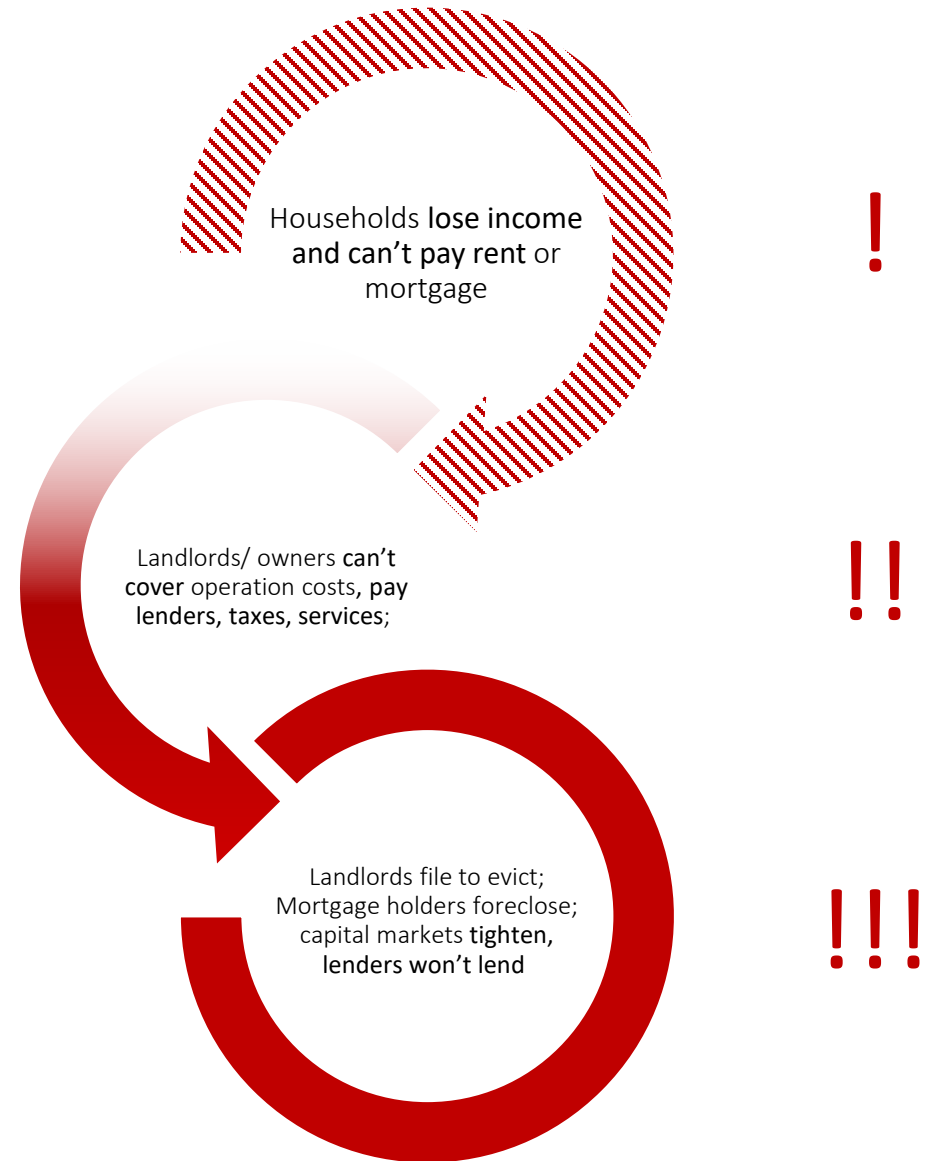 Households lose income
and can’t pay rent or
mortgage
!
Landlords/ owners can’t
cover operation costs, pay
lenders, taxes, services;
!!
Landlords file to evict;
Mortgage holders foreclose;
capital markets tighten,
lenders won’t lend
!!!